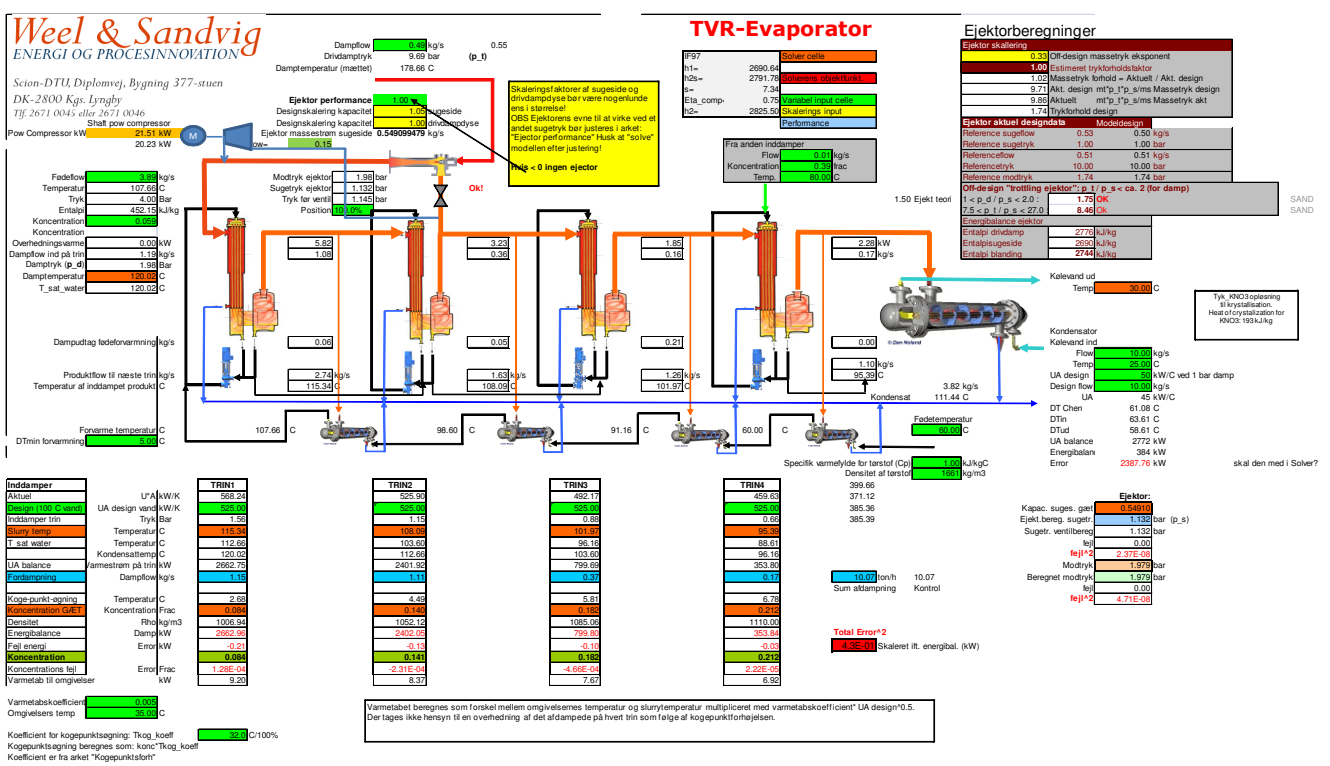 Weel & Sandvig
ENERGI OG PROCESINNOVATION
Scion-DTU, Diplomvej, Bygning 377-stuen
DK-2800 Kgs. Lyngby
Tlf. 2671 0045 eller 2671 0046
Shaft pow compressor
Pow Compressor kW 21.51 kW
20.23 kW
M
Dampflow 0.49 kg/s 0.55
Drivdamptryk 9.69 bar (p_t)
Damptemperatur (mættet) 178.66 C
Ejektor performance 1.00
Designskalering kapacitet 1.05 sugeside
Designskalering kapacitet 1.00 drivdampdyse
Ejektor massestrøm sugeside 0.549099479 kg/s
low= 0.15
Skaleringsfaktorer af sugeside og
drivdampdyse bør være nogenlunde
ens i størrelse!
OBS Ejektorens evne til at virke ved et
andet sugetryk bør justeres i arket:
"Ejector performance" Husk at "solve"
modellen efter justering!
Hvis < 0 ingen ejector
TVR-Evaporator
IF97 Solver celle
h1= 2690.64
h2s= 2791.78 Solverens objektfunkt.
s= 7.34
Eta_comp= 0.75 Variabel input celle
h2= 2825.50 Skalerings input
Performance
Fra anden inddamper
Flow 0.01 kg/s
Koncentration 0.39 frac
Temp. 80.00 C
Ejektorberegninger
Ejektor skallering
0.33 Off-design massetryk eksponent
1.00 Estimeret trykforholdsfaktor
1.02 Massetryk forhold = Aktuelt / Akt. design
9.71 Akt. design mt*p_t*p_s/ms Massetryk design
9.86 Aktuelt mt*p_t*p_s/ms Massetryk akt
1.74 Trykforhold design
Ejektor aktuel designdata Modeldesign
Reference sugeflow 0.53 0.50 kg/s
Reference sugetryk 1.00 1.00 bar
Referenceflow 0.51 0.51 kg/s
Referencetryk 10.00 10.00 bar
Reference modtryk 1.74 1.74 bar
Off-design "trottling ejektor": p_t / p_s < ca. 2 (for damp)
1 < p_d / p_s < 2.0 : 1.75 OK SAND
7.5 < p_t / p_s < 27.0 : 8.46 Ok SAND
1.50 Ejekt teori
Energibalance ejektor
Entalpi drivdamp 2776 kJ/kg
Entalpisugeside 2690 kJ/kg
Entalpi blanding 2744 kJ/kg
Fødeflow 3.89 kg/s
Temperatur 107.66 C
Tryk 4.00 Bar
Entalpi 452.15 kJ/kg
Koncentration 0.059
Koncentration
Overhedningsvarme 0.00 kW
Dampflow ind på trin 1.19 kg/s
Damptryk (p_d) 1.98 Bar
Damptemperatur 120.02 C
T_sat_water 120.02 C
Modtryk ejektor 1.98 bar
Sugetryk ejektor 1.132 bar Ok!
Tryk før ventil 1.145 bar
Position 100.0%
5.82 3.23 1.85 2.28 kW
1.08 0.36 0.16 0.17 kg/s
Kølevand ud
Temp 30.00 C
Tyk_KNO3 opløsning
til krystallisation.
Heat of crystalization for
KNO3: 193 kJ/kg
© Den Noland
Dampudtag fødeforvarmning kg/s 0.06 0.05 0.21 0.00
1.10 kg/s
Produktflow til næste trin kg/s 2.74 kg/s 1.63 kg/s 1.26 kg/s 95.39 C
Temperatur af inddampet produkt C 115.34 C 108.09 C 101.97 C
3.82 kg/s
Kondensat 111.44 C
Kondensator
Kølevand ind
Flow 10.00 kg/s
Temp 25.00 C
UA design 50 kW/C ved 1 bar damp
Design flow 10.00 kg/s
UA 45 kW/C
DT Chen 61.08 C
DTin 63.61 C
DTud 58.61 C
UA balance 2772 kW
Energibalan 384 kW
Error 2387.76 kW skal den med i Solver?
Forvarme temperatur C 107.66 C 98.60 C 91.16 C 60.00 C
DTmin forvarmning 5.00 C
Fødetemperatur
60.00 C
Specifik varmefylde for tørstof (Cp) 1.00 kJ/kgC
Densitet af tørstof 1681 kg/m3
Inddamper TRIN1 TRIN2 TRIN3 TRIN4 399.66
Aktuel U*A kW/K 568.24 525.90 492.17 459.63 371.12
Design (100 C vand) UA design vand kW/K 525.00 525.00 525.00 525.00 385.36
Inddamper trin Tryk Bar 1.56 1.15 0.88 0.66 385.39
Slurry temp Temperatur C 115.34 108.09 101.97 95.39
T_sat water Temperatur C 112.66 103.60 96.16 88.61
Kondensattemp C 120.02 112.66 103.60 96.16
UA balance Varmestrøm på trin kW 2662.75 2401.92 799.69 353.80
Fordampning Dampflow kg/s 1.15 1.11 0.37 0.17
10.07 ton/h 10.07
Sum afdampning Kontrol
Koge-punkt-øgning Temperatur C 2.68 4.49 5.81 6.78
Koncentration GÆT Koncentration Frac 0.084 0.140 0.182 0.212
Densitet Rho kg/m3 1006.94 1052.12 1085.06 1110.00
Energibalance Damp kW 2662.96 2402.05 799.80 353.84
Fejl energi Error kW -0.21 -0.13 -0.10 -0.03
Koncentration 0.084 0.141 0.182 0.212
Koncentrations fejl Error Frac 1.28E-04 -2.31E-04 -4.66E-04 2.22E-05
Varmetab til omgivelser kW 9.20 8.37 7.67 6.92
Total Error^2
4.3E-01 Skaleret ift. energibal. (kW)
Ejektor:
Kapac. suges. gæt 0.54910
Ejekt.bereg. sugetr. 1.132 bar (p_s)
Sugetr. ventilbereg 1.132 bar
fejl 0.00
fejl^2 2.37E-08
Modtryk 1.979 bar
Beregnet modtryk 1.979 bar
fejl 0.00
fejl^2 4.71E-08
Varmetabskoefficient 0.005
Omgivelsers temp 35.00 C
Varmetabet beregnes som forskel mellem omgivelsernes temperatur og slurrytemperatur multipliceret med varmetabskoefficient* UA design^0.5.
Der tages ikke hensyn til en overhedning af det afdampede på hvert trin som følge af kogepunktforhøjelsen.
Koefficient for kogepunktsøgning: Tkog_koeff 32.0 C/100%
Kogepunktsøgning beregnes som: konc*Tkog_koeff
Koefficient er fra arket "Kogepunktsforh"